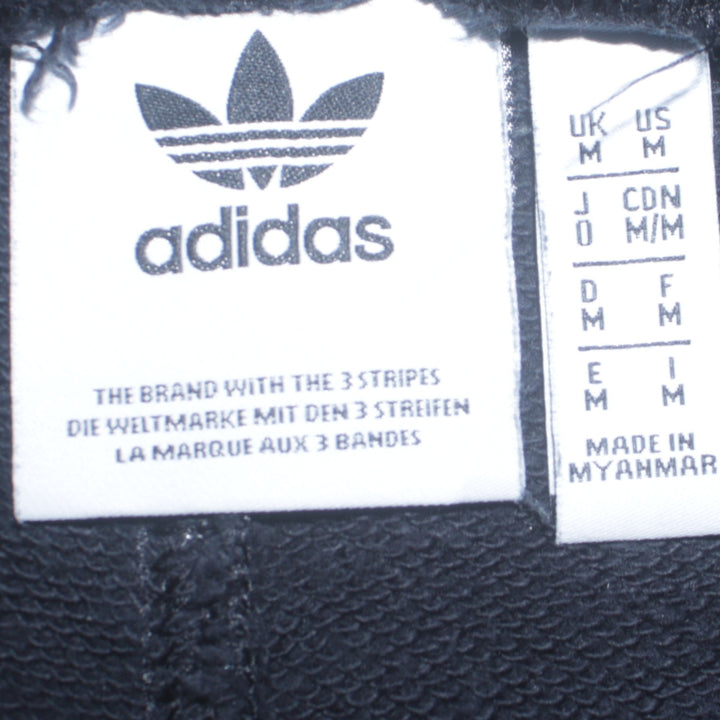 adidas
THE BRAND WITH THE 3 STRIPES
DIE WELTMARKE MIT DEN 3 STREIFEN
LA MARQUE AUX 3 BANDES
UK US
M M
J CDN
O M/M
D F
M M
E I
M M
MADE IN
MYANMAR